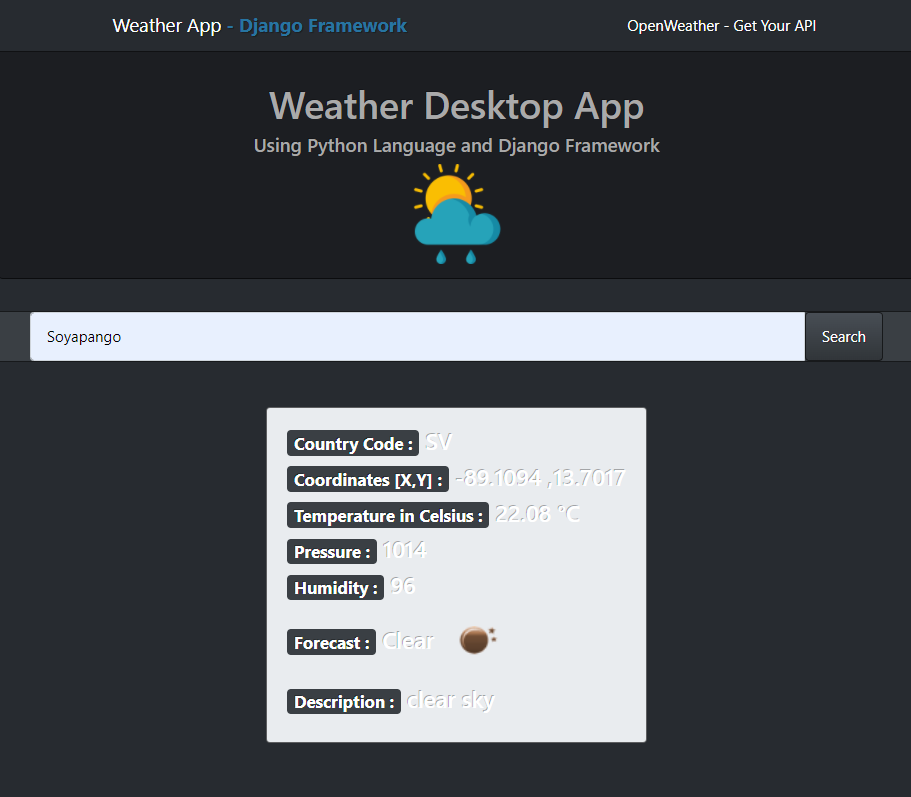 Weather App - Django Framework
OpenWeather - Get Your API
Weather Desktop App
Using Python Language and Django Framework
Soyapango
Search
Country Code : SV
Coordinates [X,Y] : -89.1094 ,13.7017
Temperature in Celsius : 22.08 °C
Pressure : 1014
Humidity : 96
Forecast : Clear
Description : clear sky